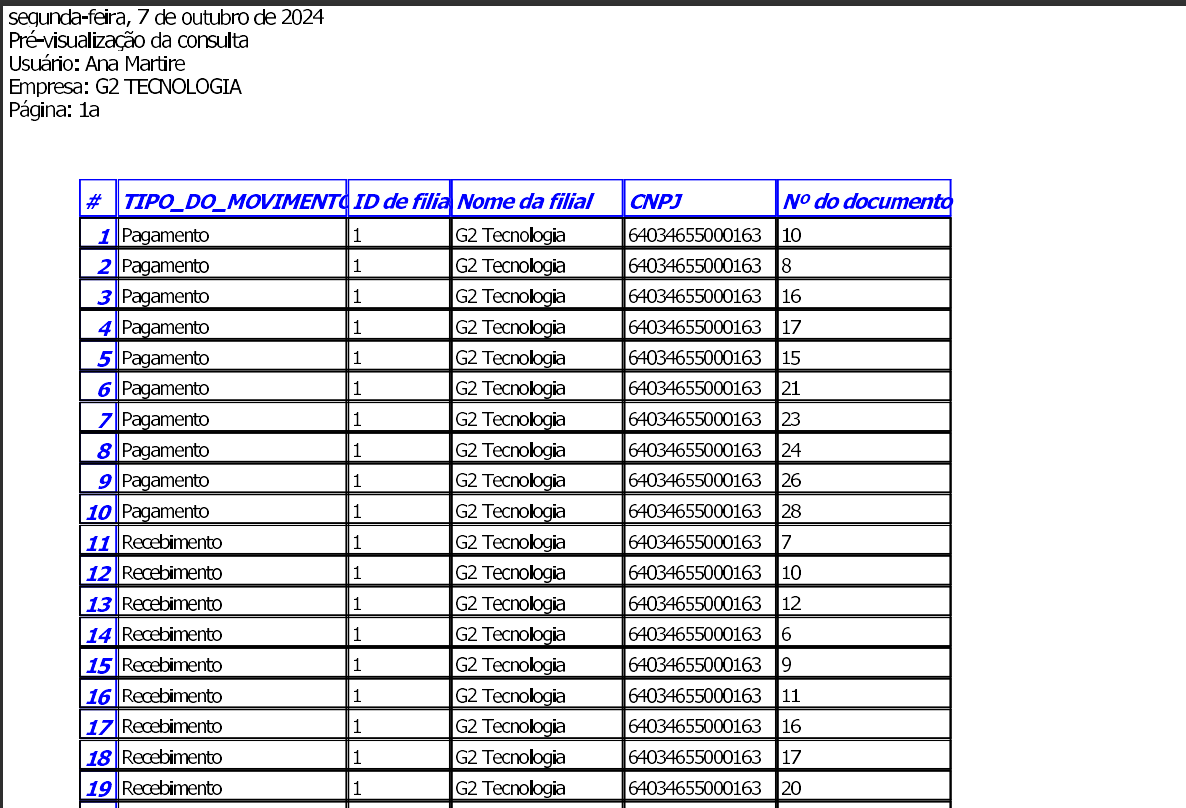 segunda-feira, 7 de outubro de 2024
Pré-visualização da consulta
Usuário: Ana Martire
Empresa: G2 TECNOLOGIA
Página: 1a
# TIPO_DO_MOVIMENTO ID de filia Nome da filial CNPJ Nº do documento
1 Pagamento 1 G2 Tecnologia 64034655000163 10
2 Pagamento 1 G2 Tecnologia 64034655000163 8
3 Pagamento 1 G2 Tecnologia 64034655000163 16
4 Pagamento 1 G2 Tecnologia 64034655000163 17
5 Pagamento 1 G2 Tecnologia 64034655000163 15
6 Pagamento 1 G2 Tecnologia 64034655000163 21
7 Pagamento 1 G2 Tecnologia 64034655000163 23
8 Pagamento 1 G2 Tecnologia 64034655000163 24
9 Pagamento 1 G2 Tecnologia 64034655000163 26
10 Pagamento 1 G2 Tecnologia 64034655000163 28
11 Recebimento 1 G2 Tecnologia 64034655000163 7
12 Recebimento 1 G2 Tecnologia 64034655000163 10
13 Recebimento 1 G2 Tecnologia 64034655000163 12
14 Recebimento 1 G2 Tecnologia 64034655000163 6
15 Recebimento 1 G2 Tecnologia 64034655000163 9
16 Recebimento 1 G2 Tecnologia 64034655000163 11
17 Recebimento 1 G2 Tecnologia 64034655000163 16
18 Recebimento 1 G2 Tecnologia 64034655000163 17
19 Recebimento 1 G2 Tecnologia 64034655000163 20